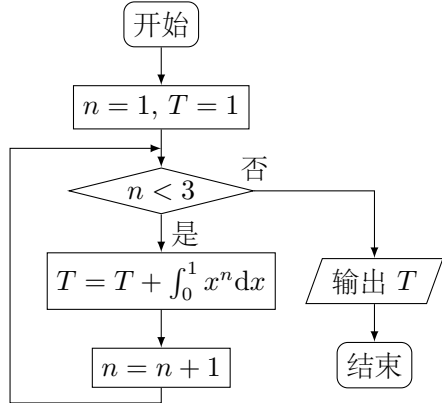 开始
n = 1, T = 1
n < 3
否
是
T = T + ∫₀¹ xⁿdx
输出 T
n = n + 1
结束